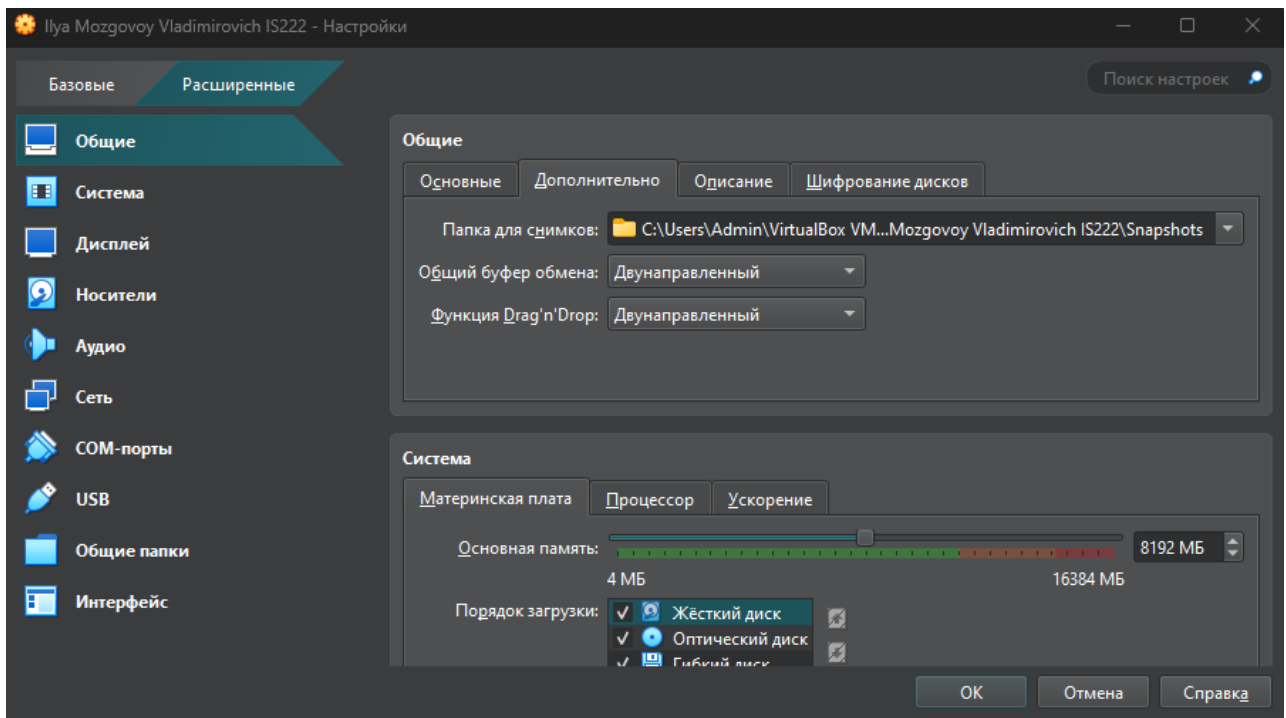 Ilya Mozgovoy Vladimirovich IS222 - Настройки
Базовые
Расширенные
Поиск настроек
Общие
Система
Дисплей
Носители
Аудио
Сеть
COM-порты
USB
Общие папки
Интерфейс
Общие
Основные Дополнительно Описание Шифрование дисков
Папка для снимков: C:\Users\Admin\VirtualBox VM...Mozgovoy Vladimirovich IS222\Snapshots
Общий буфер обмена: Двунаправленный
Функция Drag'n'Drop: Двунаправленный
Система
Материнская плата Процессор Ускорение
Основная память: 8192 МБ
4 МБ 16384 МБ
Порядок загрузки: Жёсткий диск
Оптический диск
Гибкий диск
OK Отмена Справка